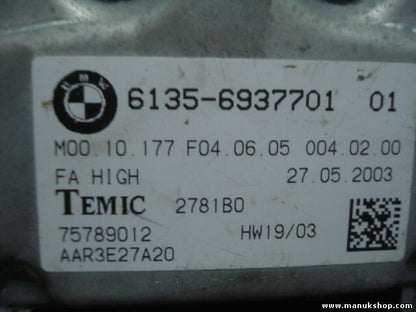 BMW
6135-6937701 01
M00.10.177 F04.06.05 004.02.00
FA HIGH 27.05.2003
TEMIC 2781B0
75789012 HW19/03
AAR3E27A20
www.manukshop.com